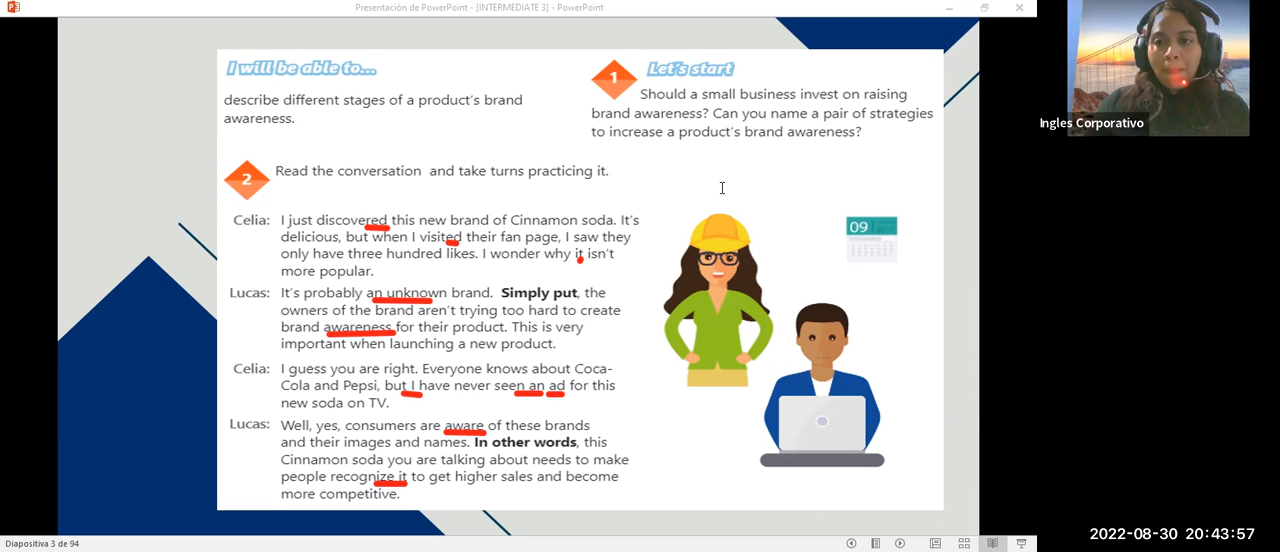 Presentación de PowerPoint - [INTERMEDIATE 3] - PowerPoint
I will be able to...
describe different stages of a product's brand
awareness.
1
Let's start
Should a small business invest on raising
brand awareness? Can you name a pair of strategies
to increase a product's brand awareness?
2
Read the conversation and take turns practicing it.
Celia: I just discovered this new brand of Cinnamon soda. It's
delicious, but when I visited their fan page, I saw they
only have three hundred likes. I wonder why it isn't
more popular.
Lucas: It's probably an unknown brand. Simply put, the
owners of the brand aren't trying too hard to create
brand awareness for their product. This is very
important when launching a new product.
Celia: I guess you are right. Everyone knows about Coca-
Cola and Pepsi, but I have never seen an ad for this
new soda on TV.
Lucas: Well, yes, consumers are aware of these brands
and their images and names. In other words, this
Cinnamon soda you are talking about needs to make
people recognize it to get higher sales and become
more competitive.
09
Ingles Corporativo
Diapositiva 3 de 94
2022-08-30 20:43:57